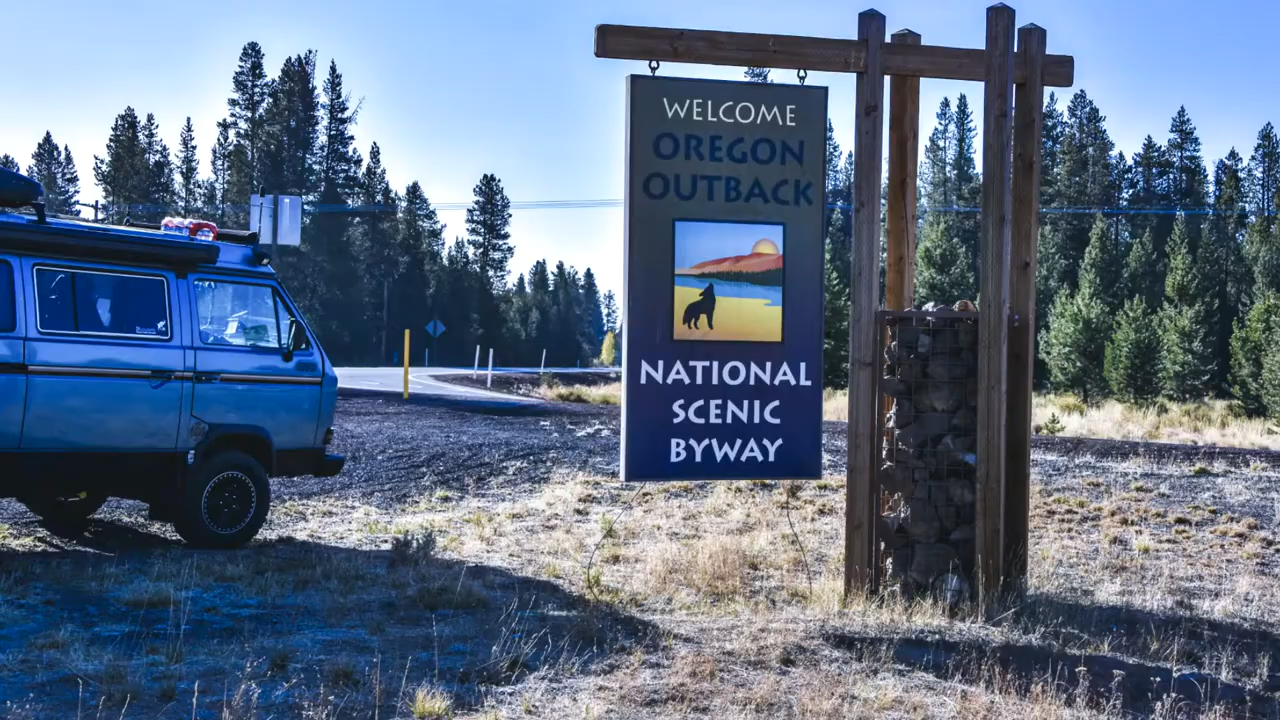 WELCOME
OREGON
OUTBACK
NATIONAL
SCENIC
BYWAY